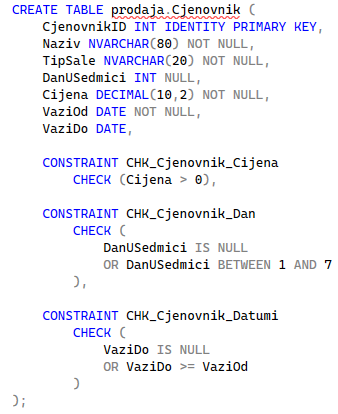 CREATE TABLE prodaja.Cjenovnik (
    CjenovnikID INT IDENTITY PRIMARY KEY,
    Naziv NVARCHAR(80) NOT NULL,
    TipSale NVARCHAR(20) NOT NULL,
    DanUSedmici INT NULL,
    Cijena DECIMAL(10,2) NOT NULL,
    VaziOd DATE NOT NULL,
    VaziDo DATE,

    CONSTRAINT CHK_Cjenovnik_Cijena
        CHECK (Cijena > 0),

    CONSTRAINT CHK_Cjenovnik_Dan
        CHECK (
            DanUSedmici IS NULL
            OR DanUSedmici BETWEEN 1 AND 7
        ),

    CONSTRAINT CHK_Cjenovnik_Datumi
        CHECK (
            VaziDo IS NULL
            OR VaziDo >= VaziOd
        )
);